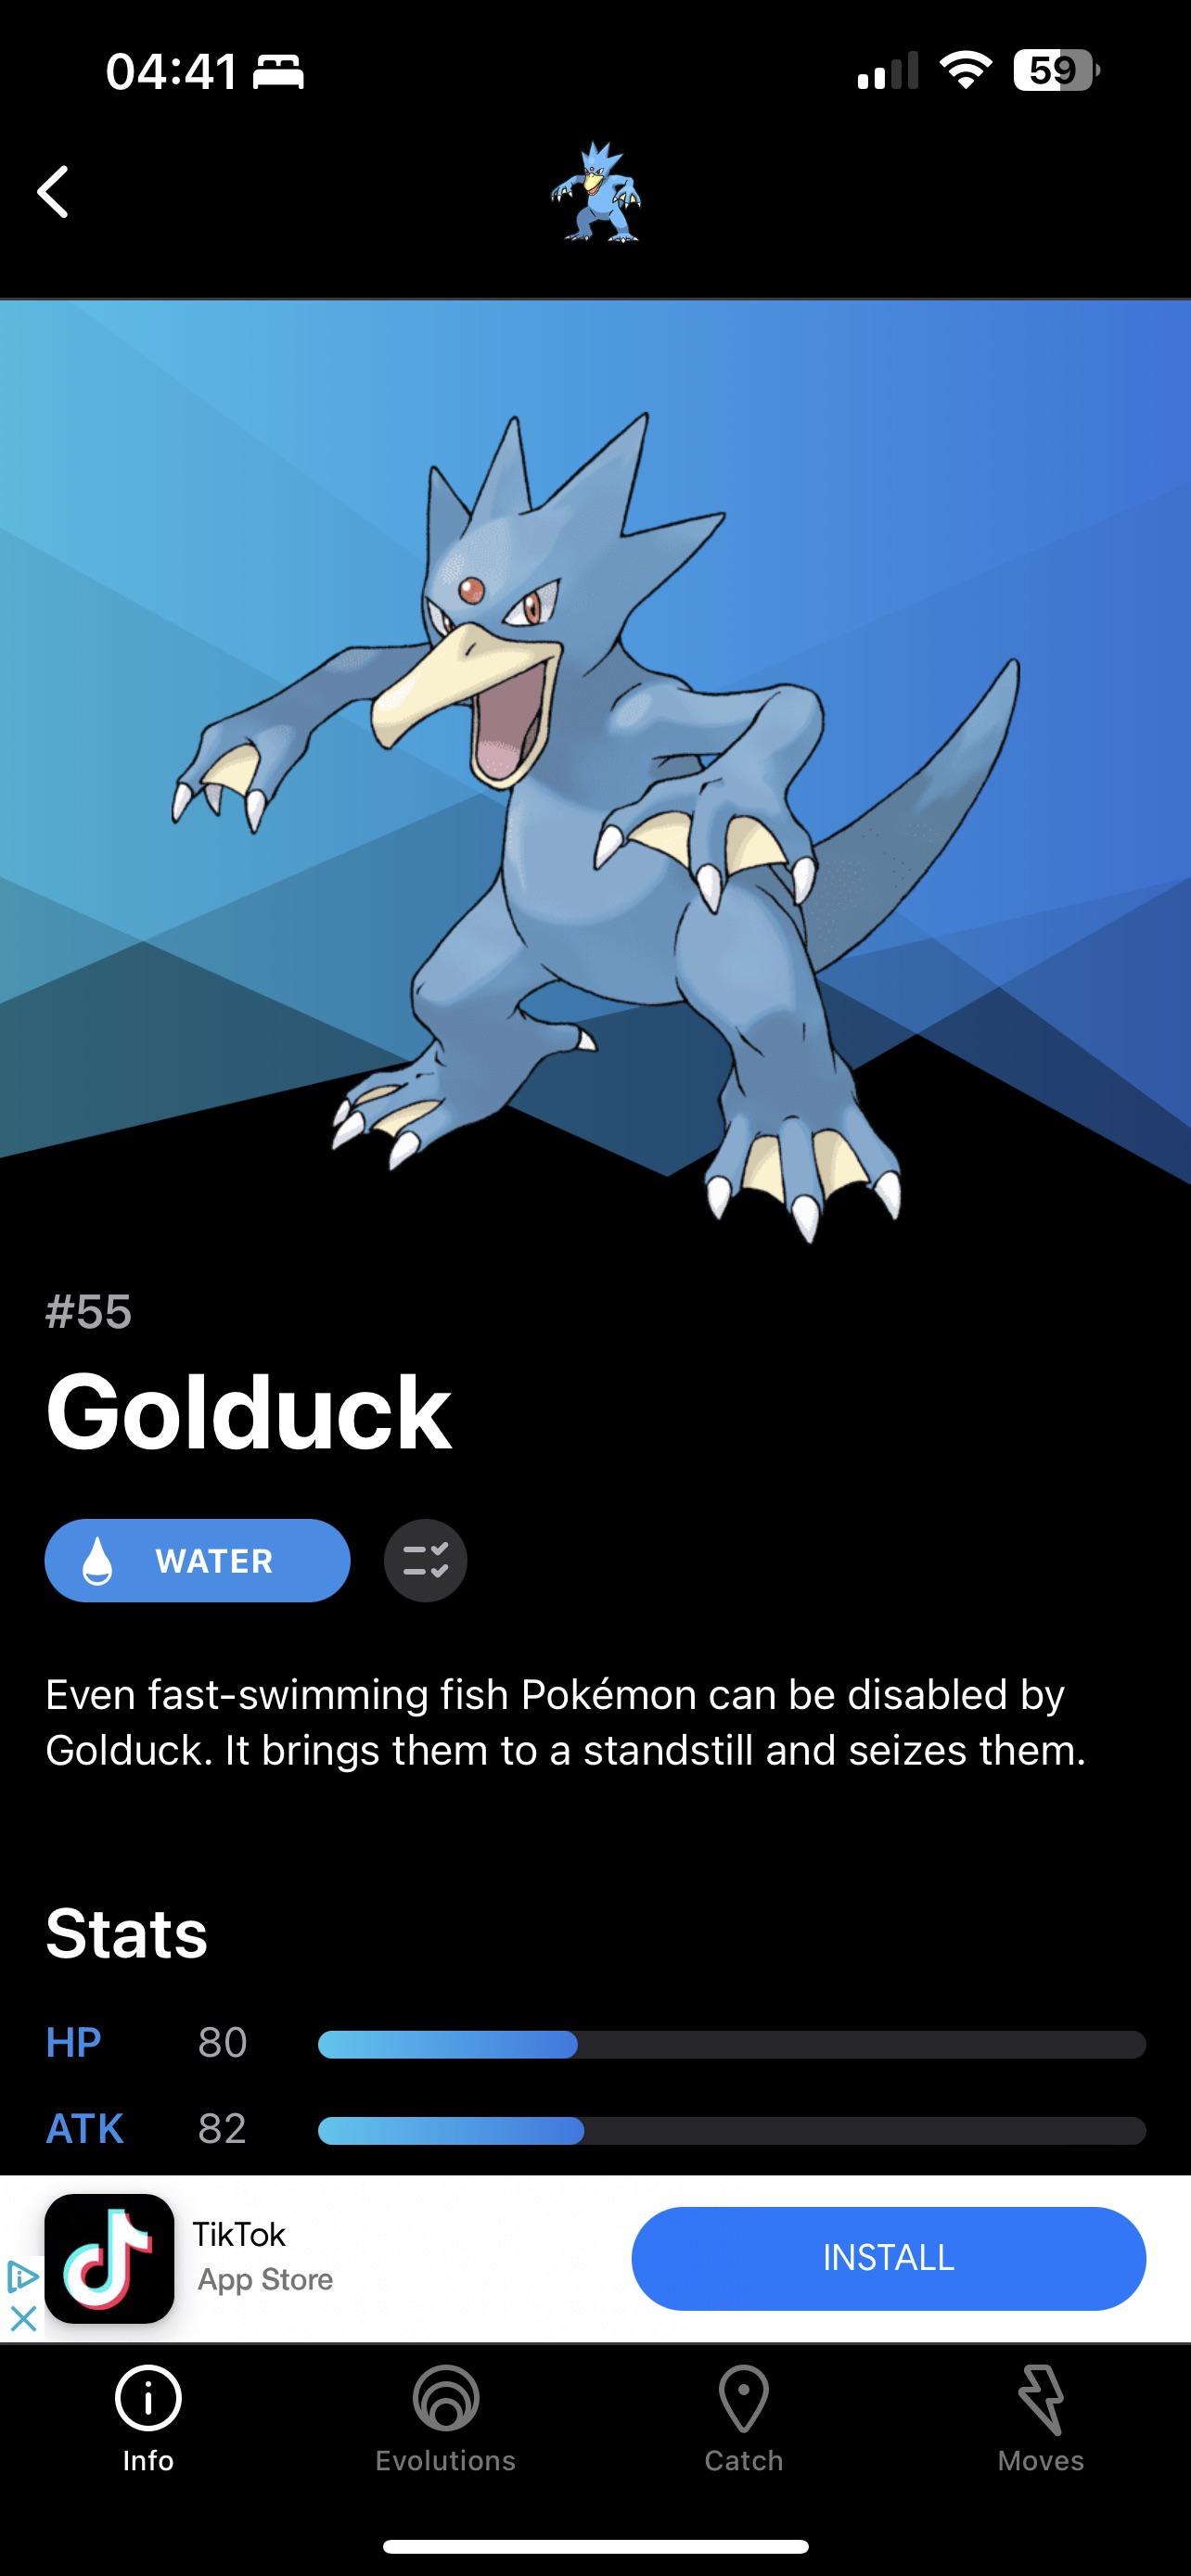 04:41
59
#55
Golduck
WATER
Even fast-swimming fish Pokémon can be disabled by
Golduck. It brings them to a standstill and seizes them.
Stats
HP 80
ATK 82
TikTok
App Store
INSTALL
Info Evolutions Catch Moves